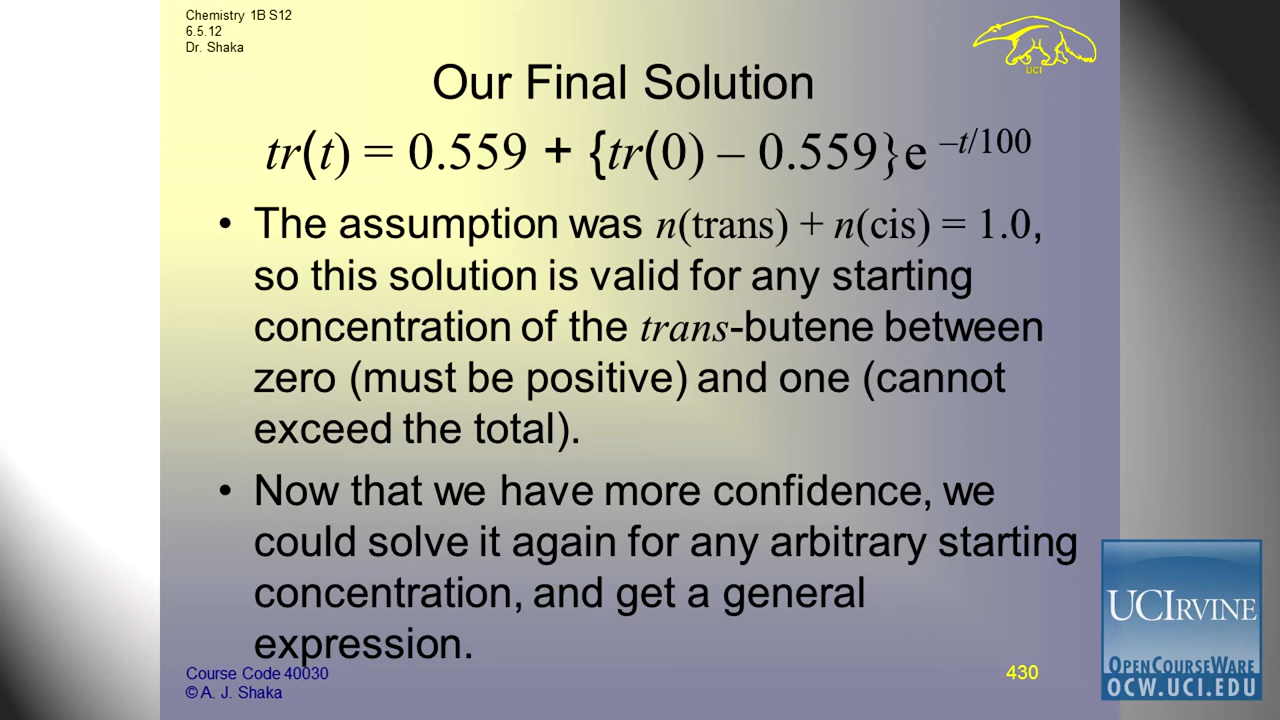 Chemistry 1B S12
6.5.12
Dr. Shaka
UCI
Our Final Solution
tr(t) = 0.559 + {tr(0) – 0.559}e –t/100
• The assumption was n(trans) + n(cis) = 1.0,
so this solution is valid for any starting
concentration of the trans-butene between
zero (must be positive) and one (cannot
exceed the total).
• Now that we have more confidence, we
could solve it again for any arbitrary starting
concentration, and get a general
expression.
Course Code 40030
© A. J. Shaka
430
UCIRVINE
OPENCOURSEWARE
OCW.UCI.EDU